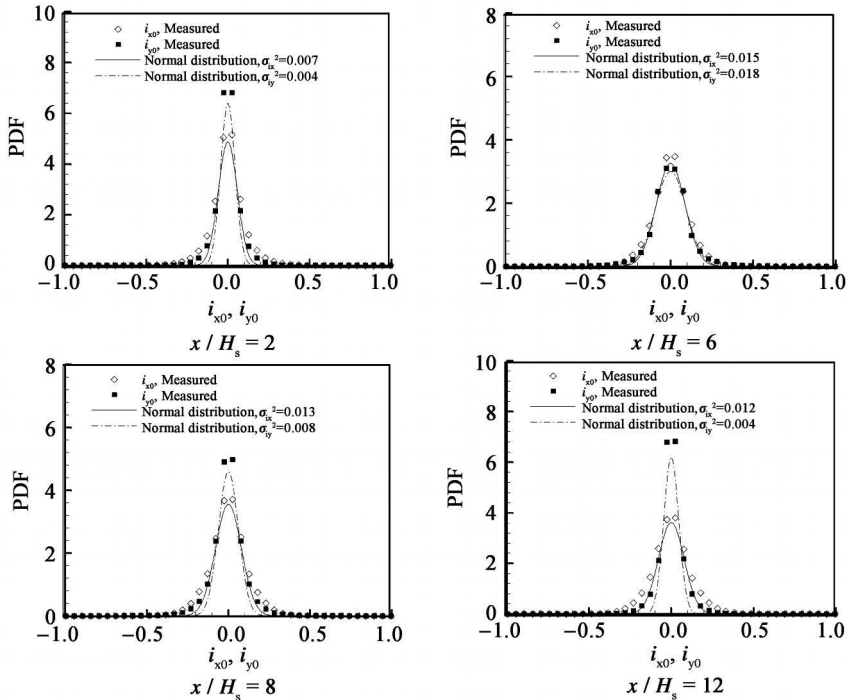 10
8
6
4
2
0
PDF
i_x0, Measured
i_y0, Measured
Normal distribution, σ_ix²=0.007
Normal distribution, σ_iy²=0.004
−1.0 −0.5 0.0 0.5 1.0
i_x0, i_y0
x / H_s = 2
8
6
4
2
0
PDF
i_x0, Measured
i_y0, Measured
Normal distribution, σ_ix²=0.015
Normal distribution, σ_iy²=0.018
−1.0 −0.5 0.0 0.5 1.0
i_x0, i_y0
x / H_s = 6
8
6
4
2
0
PDF
i_x0, Measured
i_y0, Measured
Normal distribution, σ_ix²=0.013
Normal distribution, σ_iy²=0.008
−1.0 −0.5 0.0 0.5 1.0
i_x0, i_y0
x / H_s = 8
10
8
6
4
2
0
PDF
i_x0, Measured
i_y0, Measured
Normal distribution, σ_ix²=0.012
Normal distribution, σ_iy²=0.004
−1.0 −0.5 0.0 0.5 1.0
i_x0, i_y0
x / H_s = 12